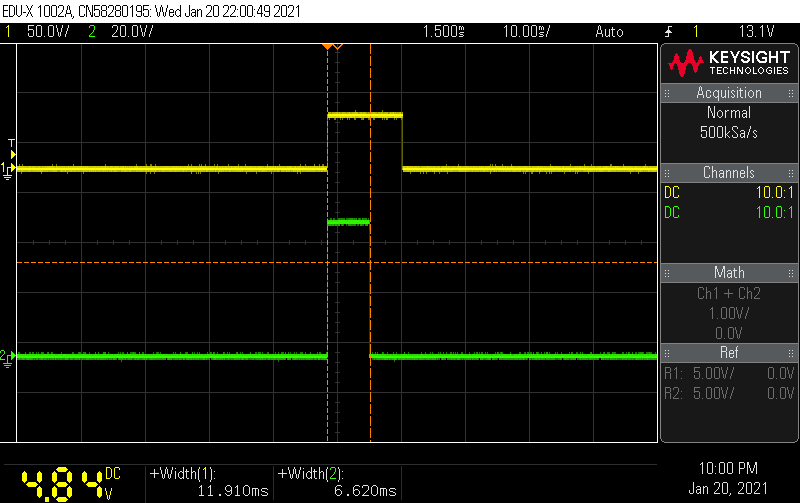 EDU-X 1002A, CN58280195: Wed Jan 20 22:00:49 2021
1 50.0V/ 2 20.0V/ 1.500s 10.00s/ Auto 1 13.1V
KEYSIGHT
TECHNOLOGIES
Acquisition
Normal
500kSa/s
Channels
DC 10.0:1
DC 10.0:1
Math
Ch1 + Ch2
1.00V/
0.0V
Ref
R1: 5.00V/ 0.0V
R2: 5.00V/ 0.0V
T
1
2
4.84 DC V
+Width(1):
11.910ms
+Width(2):
6.620ms
10:00 PM
Jan 20, 2021